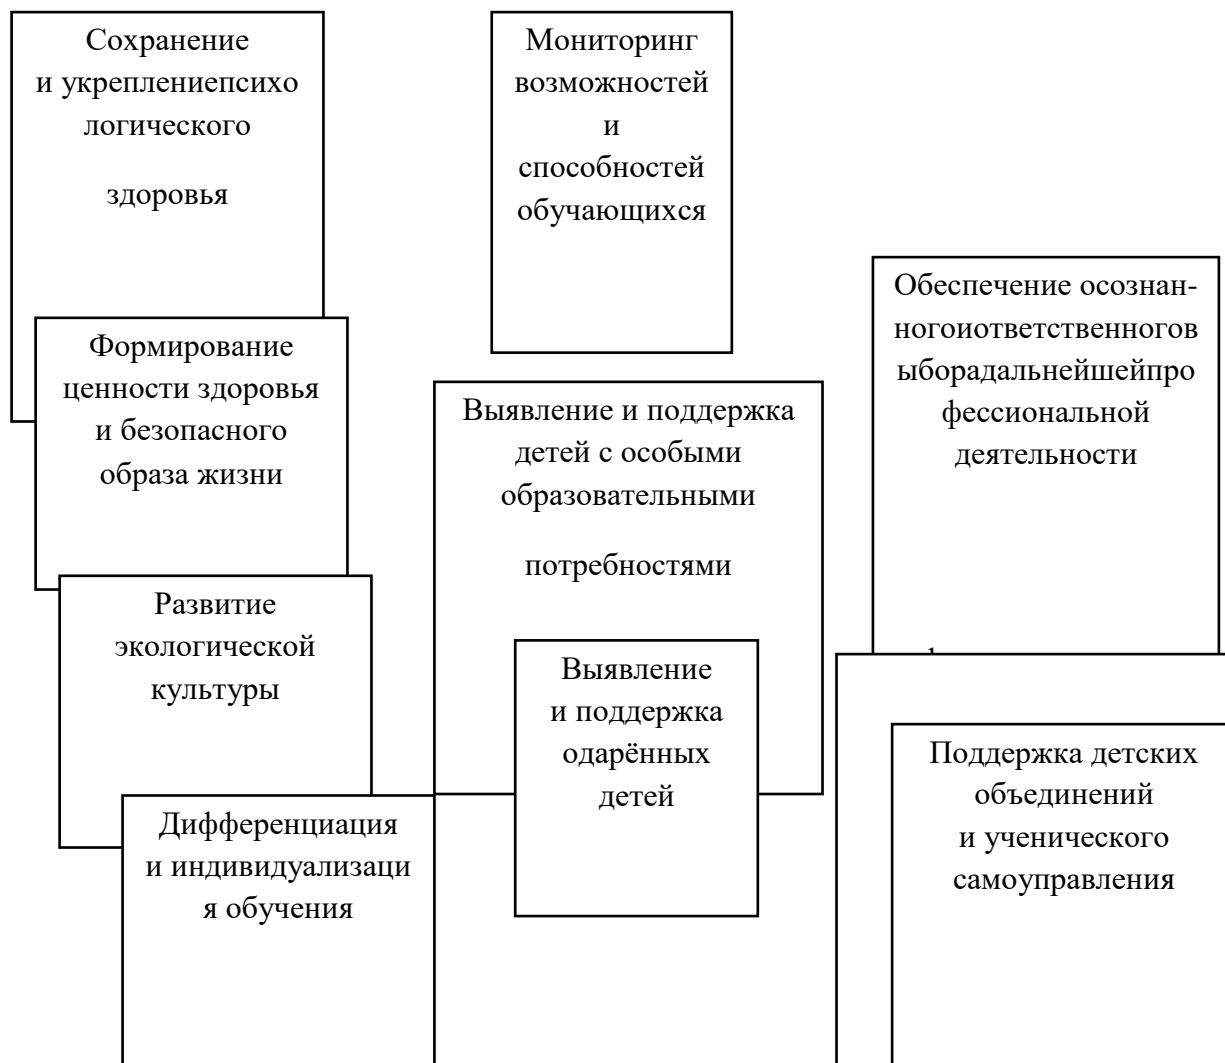 Сохранение
и укреплениепсихо
логического
здоровья
Мониторинг
возможностей
и
способностей
обучающихся
Обеспечение осознан-
ногоиответственногов
ыборадальнейшейпро
фессиональной
деятельности
Формирование
ценности здоровья
и безопасного
образа жизни
Выявление и поддержка
детей с особыми
образовательными
потребностями
Развитие
экологической
культуры
Выявление
и поддержка
одарённых
детей
Поддержка детских
объединений
и ученического
самоуправления
Дифференциация
и индивидуализаци
я обучения